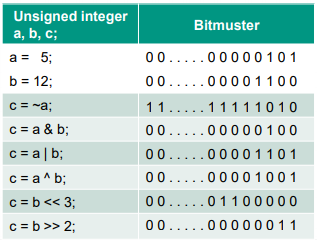 Unsigned integer a, b, c;
Bitmuster
a = 5;
0 0 . . . . . 0 0 0 0 0 1 0 1
b = 12;
0 0 . . . . . 0 0 0 0 1 1 0 0
c = ~a;
1 1 . . . . . 1 1 1 1 1 0 1 0
c = a & b;
0 0 . . . . . 0 0 0 0 0 1 0 0
c = a | b;
0 0 . . . . . 0 0 0 0 1 1 0 1
c = a ^ b;
0 0 . . . . . 0 0 0 0 1 0 0 1
c = b << 3;
0 0 . . . . . 0 1 1 0 0 0 0 0
c = b >> 2;
0 0 . . . . . 0 0 0 0 0 0 1 1